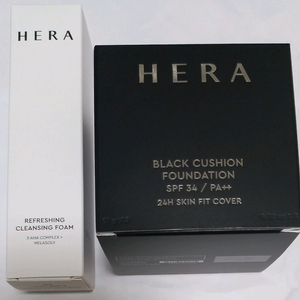 HERA
REFRESHING
CLEANSING FOAM
HERA
BLACK CUSHION
FOUNDATION
SPF 34 / PA++
24H SKIN FIT COVER